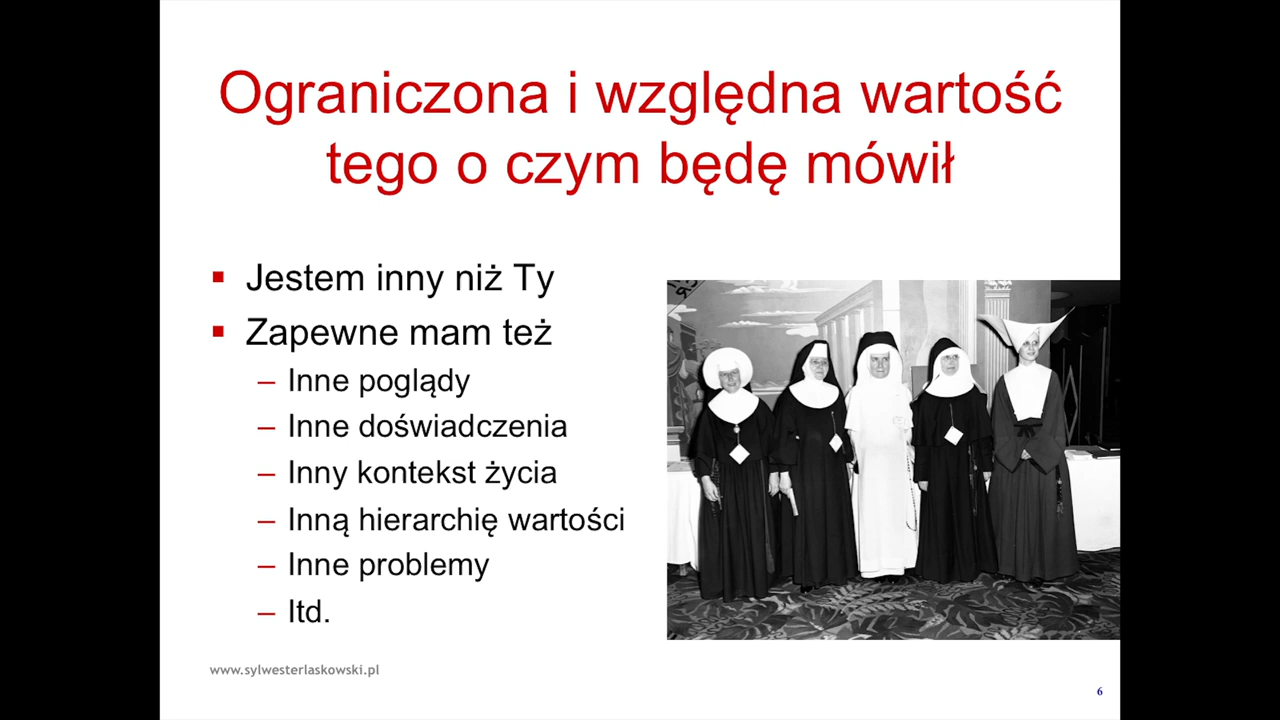 Ograniczona i względna wartość
tego o czym będę mówił
▪ Jestem inny niż Ty
▪ Zapewne mam też
– Inne poglądy
– Inne doświadczenia
– Inny kontekst życia
– Inną hierarchię wartości
– Inne problemy
– Itd.
www.sylwesterlaskowski.pl
6